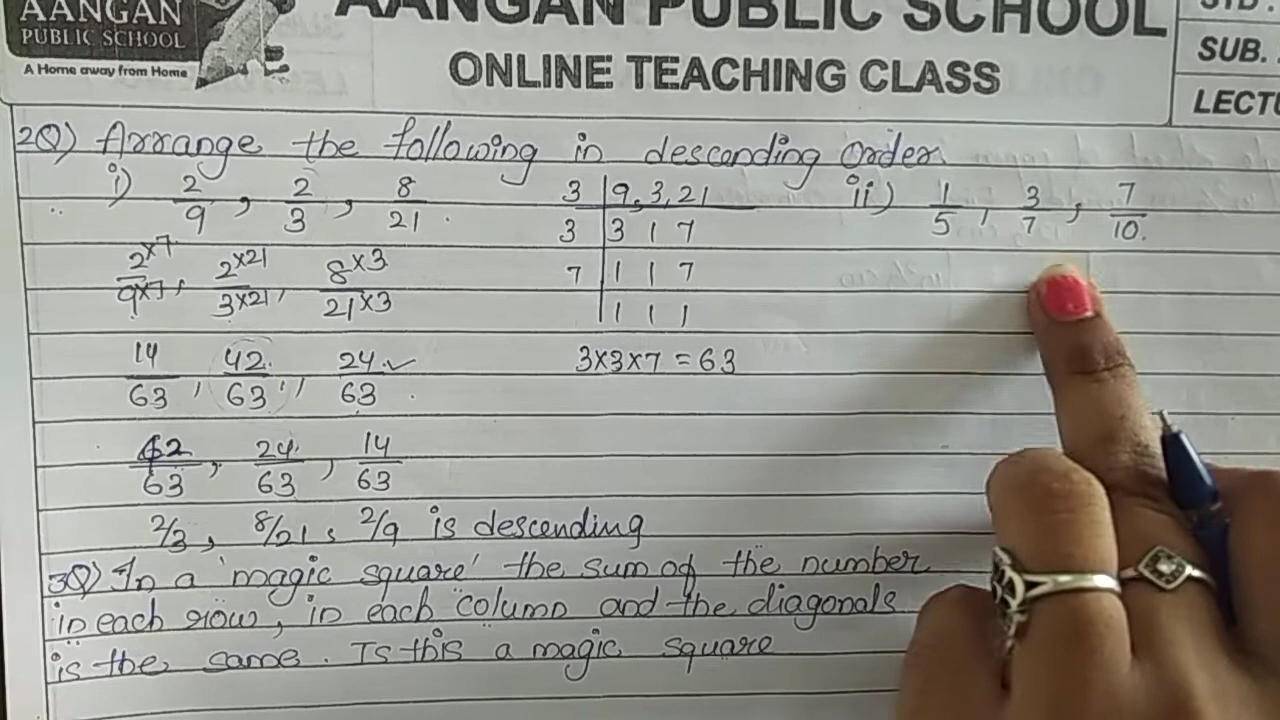 AANGAN
PUBLIC SCHOOL
A Home away from Home
AANGAN PUBLIC SCHOOL
ONLINE TEACHING CLASS
STD.
SUB.
LECTU
2Q) Arrange the following in descending order.
i) 2/9, 2/3, 8/21.
3 | 9, 3, 21
3 | 3 1 7
7 | 1 1 7
1 1 1
3×3×7 = 63
ii) 1/5, 3/7, 7/10.
2×7/9×7, 2×21/3×21, 8×3/21×3
14/63, 42/63, 24/63
42/63, 24/63, 14/63
2/3, 8/21, 2/9 is descending
3Q) In a 'magic square' the sum of the number
in each row, in each column and the diagonals
is the same. Is this a magic square